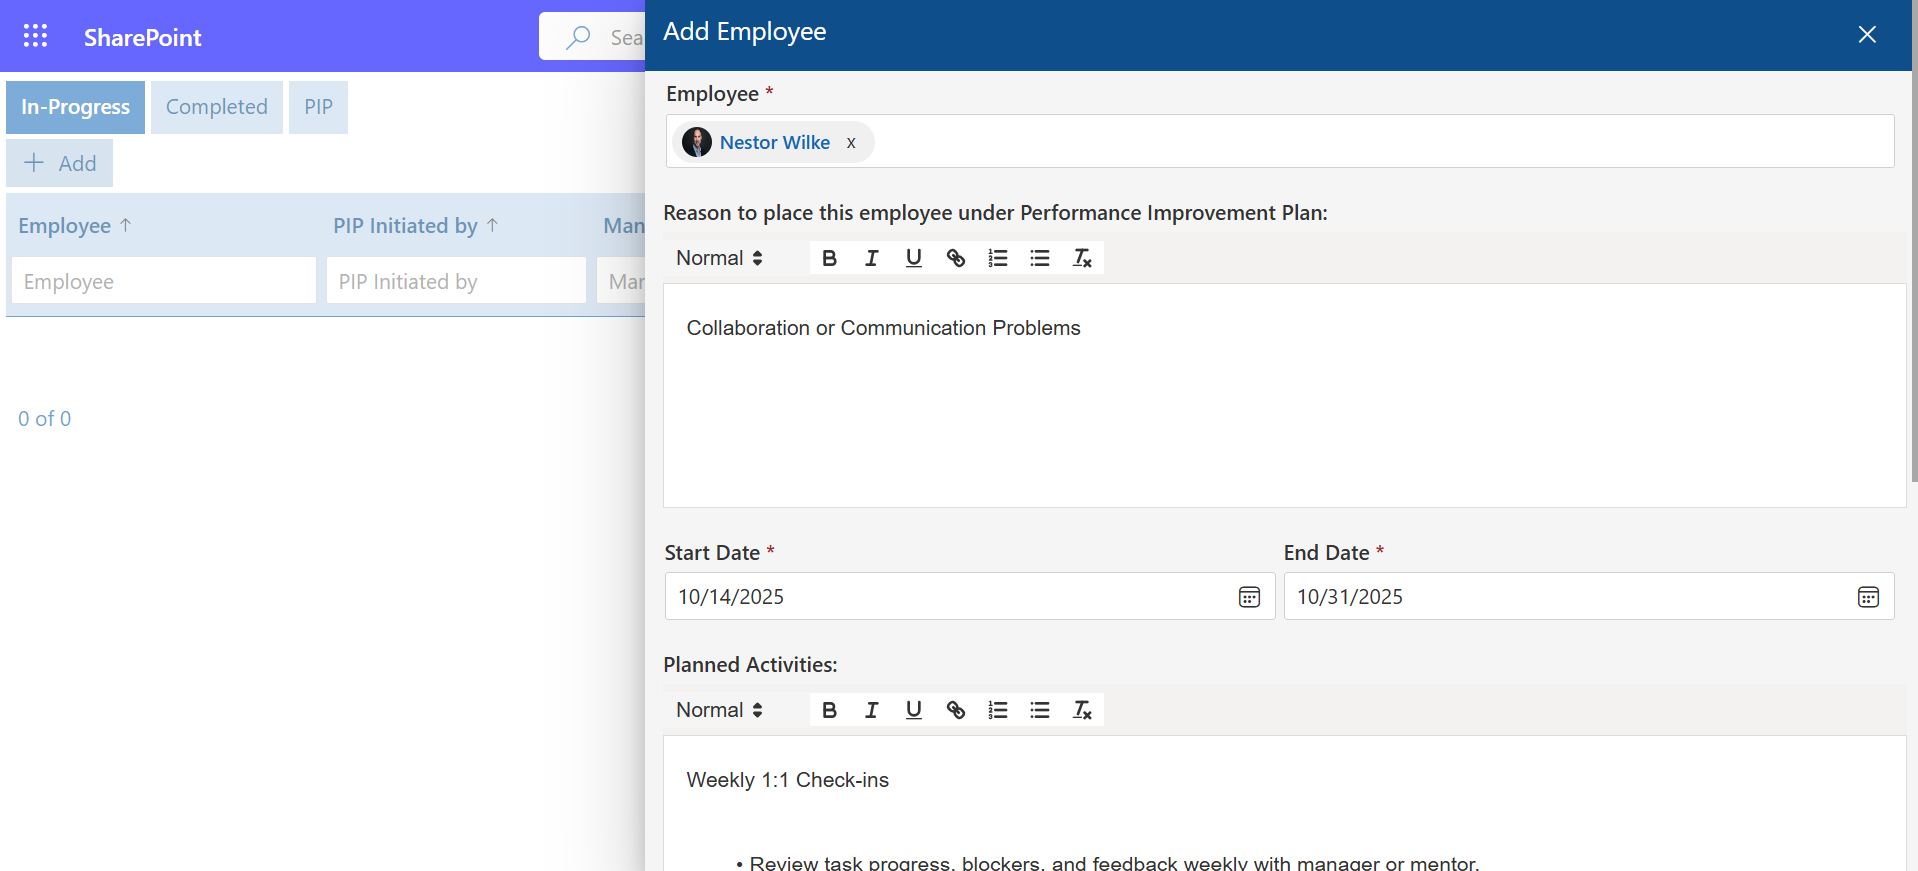 SharePoint
Sea
In-Progress
Completed
PIP
Add
Employee
PIP Initiated by
Man
Employee
PIP Initiated by
Mar
0 of 0
Add Employee
Employee *
Nestor Wilke x
Reason to place this employee under Performance Improvement Plan:
Normal
Collaboration or Communication Problems
Start Date *
End Date *
10/14/2025
10/31/2025
Planned Activities:
Normal
Weekly 1:1 Check-ins
• Review task progress, blockers, and feedback weekly with manager or mentor.